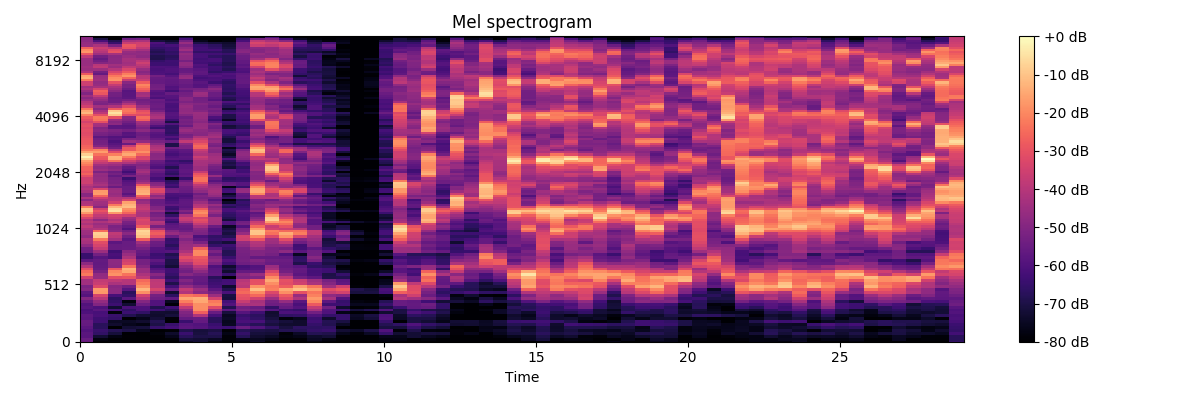 Mel spectrogram
Hz
8192
4096
2048
1024
512
0
0 5 10 15 20 25
Time
+0 dB
-10 dB
-20 dB
-30 dB
-40 dB
-50 dB
-60 dB
-70 dB
-80 dB